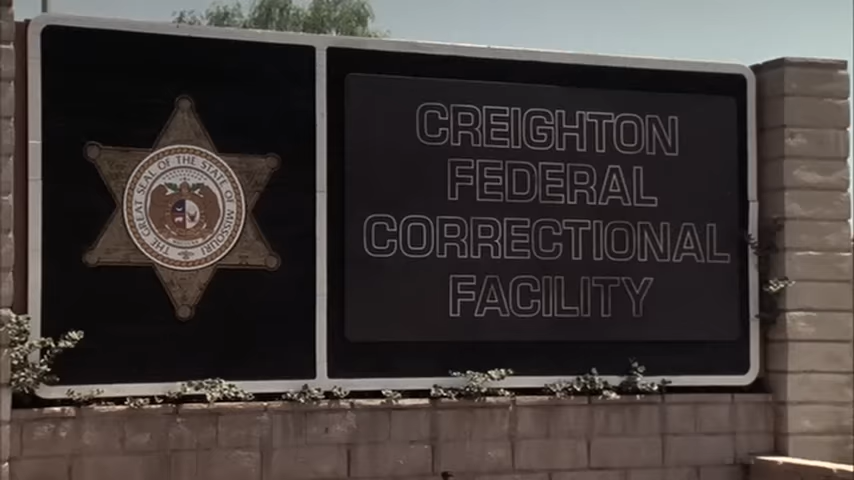 THE GREAT SEAL OF THE STATE OF MISSOURI
CREIGHTON
FEDERAL
CORRECTIONAL
FACILITY